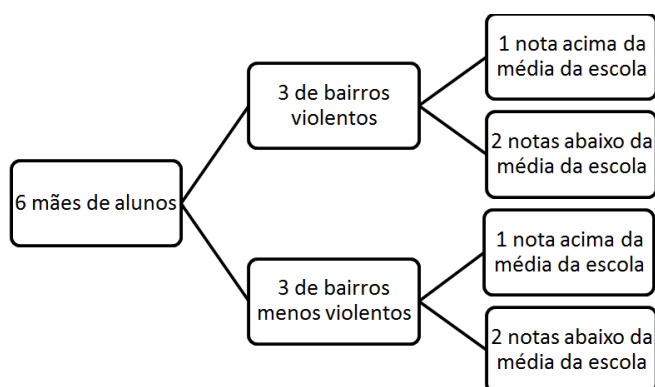 6 mães de alunos
3 de bairros
violentos
1 nota acima da
média da escola
2 notas abaixo da
média da escola
3 de bairros
menos violentos
1 nota acima da
média da escola
2 notas abaixo da
média da escola